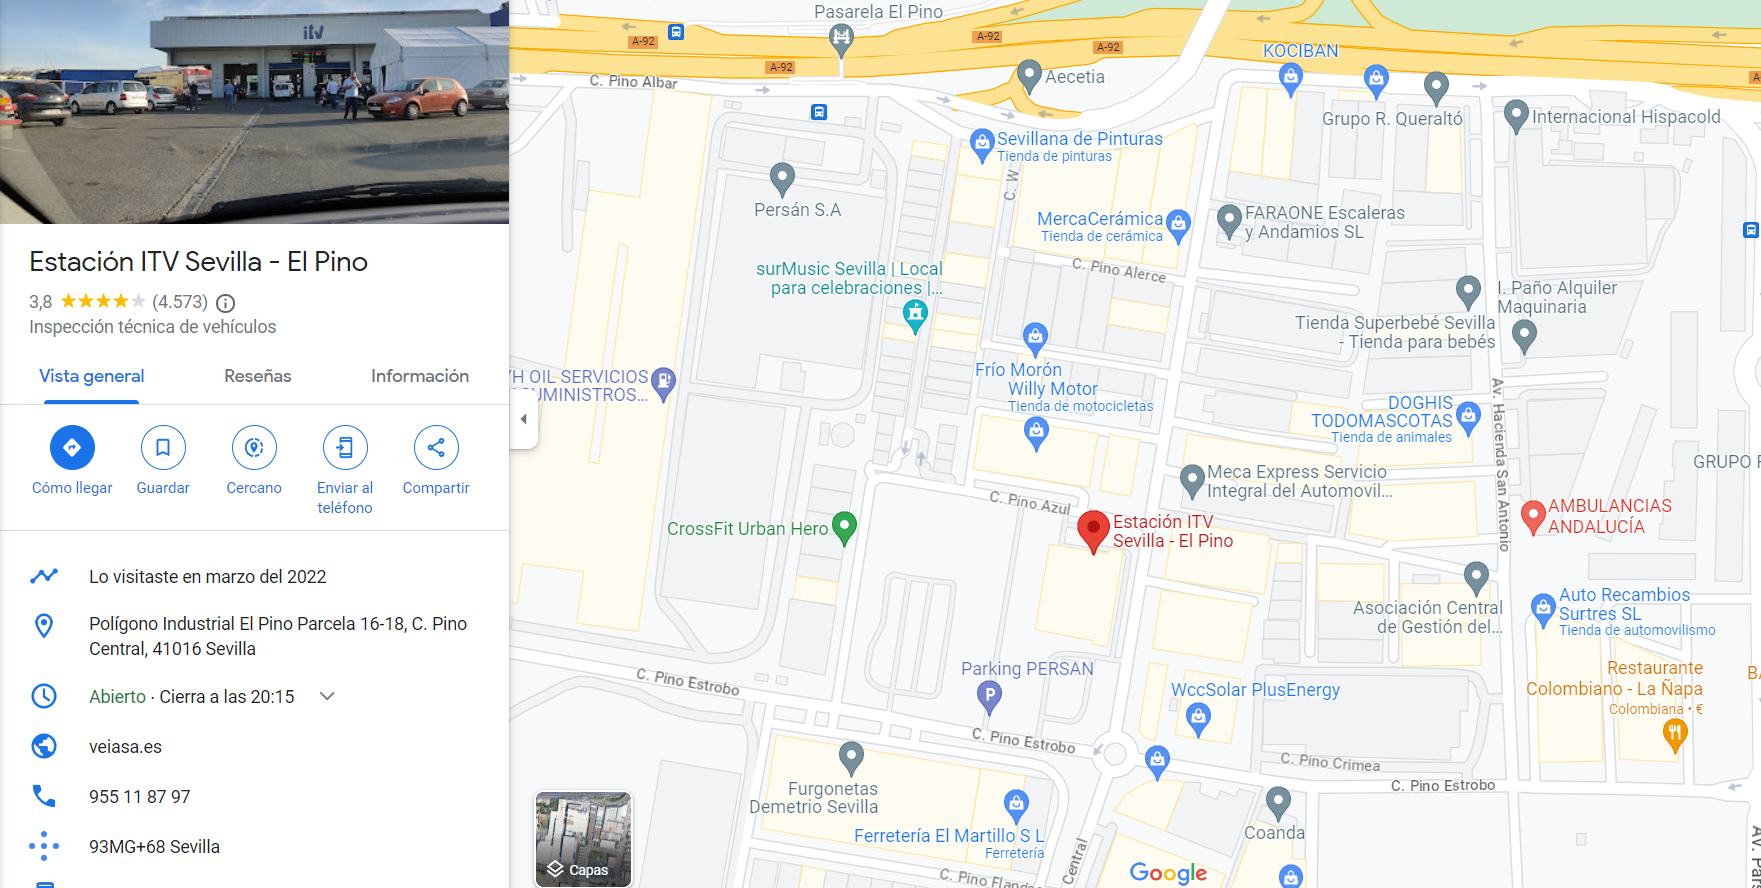 itv
Estación ITV Sevilla - El Pino
3,8
(4.573)
Inspección técnica de vehículos
Vista general
Reseñas
Información
Cómo llegar
Guardar
Cercano
Enviar al
teléfono
Compartir
Lo visitaste en marzo del 2022
Polígono Industrial El Pino Parcela 16-18, C. Pino
Central, 41016 Sevilla
Abierto · Cierra a las 20:15
veiasa.es
955 11 87 97
93MG+68 Sevilla
Pasarela El Pino
A-92
A-92
A-92
A-92
C. Pino Albar
Aecetia
KOCIBAN
Grupo R. Queraltó
Internacional Hispacold
Sevillana de Pinturas
Tienda de pinturas
C. W
Persán S.A
MercaCerámica
Tienda de cerámica
FARAONE Escaleras
y Andamios SL
C. Pino Alerce
surMusic Sevilla | Local
para celebraciones |...
I. Paño Alquiler
Maquinaria
Tienda Superbebé Sevilla
- Tienda para bebés
Frío Morón
Willy Motor
Tienda de motocicletas
YH OIL SERVICIOS
SUMINISTROS...
DOGHIS
TODOMASCOTAS
Tienda de animales
Av. Hacienda San Antonio
GRUPO
Meca Express Servicio
Integral del Automovil...
C. Pino Azul
Estación ITV
Sevilla - El Pino
CrossFit Urban Hero
AMBULANCIAS
ANDALUCÍA
Asociación Central
de Gestión del...
Auto Recambios
Surtres SL
Tienda de automovilismo
Restaurante
Colombiano - La Ñapa
Colombiana • €
C. Pino Estrobo
Parking PERSAN
P
WccSolar PlusEnergy
C. Pino Estrobo
C. Pino Crimea
C. Pino Estrobo
Furgonetas
Demetrio Sevilla
Ferretería El Martillo S L
Ferretería
Coanda
Central
Capas
Google